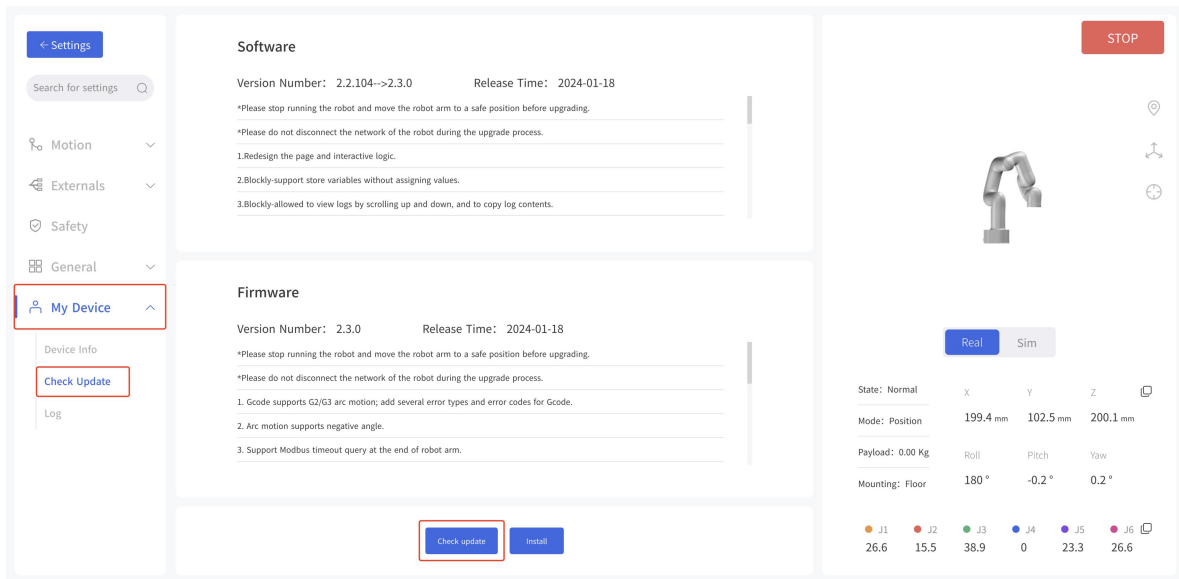 ← Settings
Search for settings
Motion
Externals
Safety
General
My Device
Device Info
Check Update
Log
Software
Version Number： 2.2.104-->2.3.0 Release Time： 2024-01-18
*Please stop running the robot and move the robot arm to a safe position before upgrading.
*Please do not disconnect the network of the robot during the upgrade process.
1.Redesign the page and interactive logic.
2.Blockly-support store variables without assigning values.
3.Blockly-allowed to view logs by scrolling up and down, and to copy log contents.
Firmware
Version Number： 2.3.0 Release Time： 2024-01-18
*Please stop running the robot and move the robot arm to a safe position before upgrading.
*Please do not disconnect the network of the robot during the upgrade process.
1. Gcode supports G2/G3 arc motion; add several error types and error codes for Gcode.
2. Arc motion supports negative angle.
3. Support Modbus timeout query at the end of robot arm.
Check update Install
STOP
Real Sim
State： Normal
Mode： Position
Payload： 0.00 Kg
Mounting： Floor
X Y Z
199.4 mm 102.5 mm 200.1 mm
Roll Pitch Yaw
180 ° -0.2 ° 0.2 °
J1 J2 J3 J4 J5 J6
26.6 15.5 38.9 0 23.3 26.6